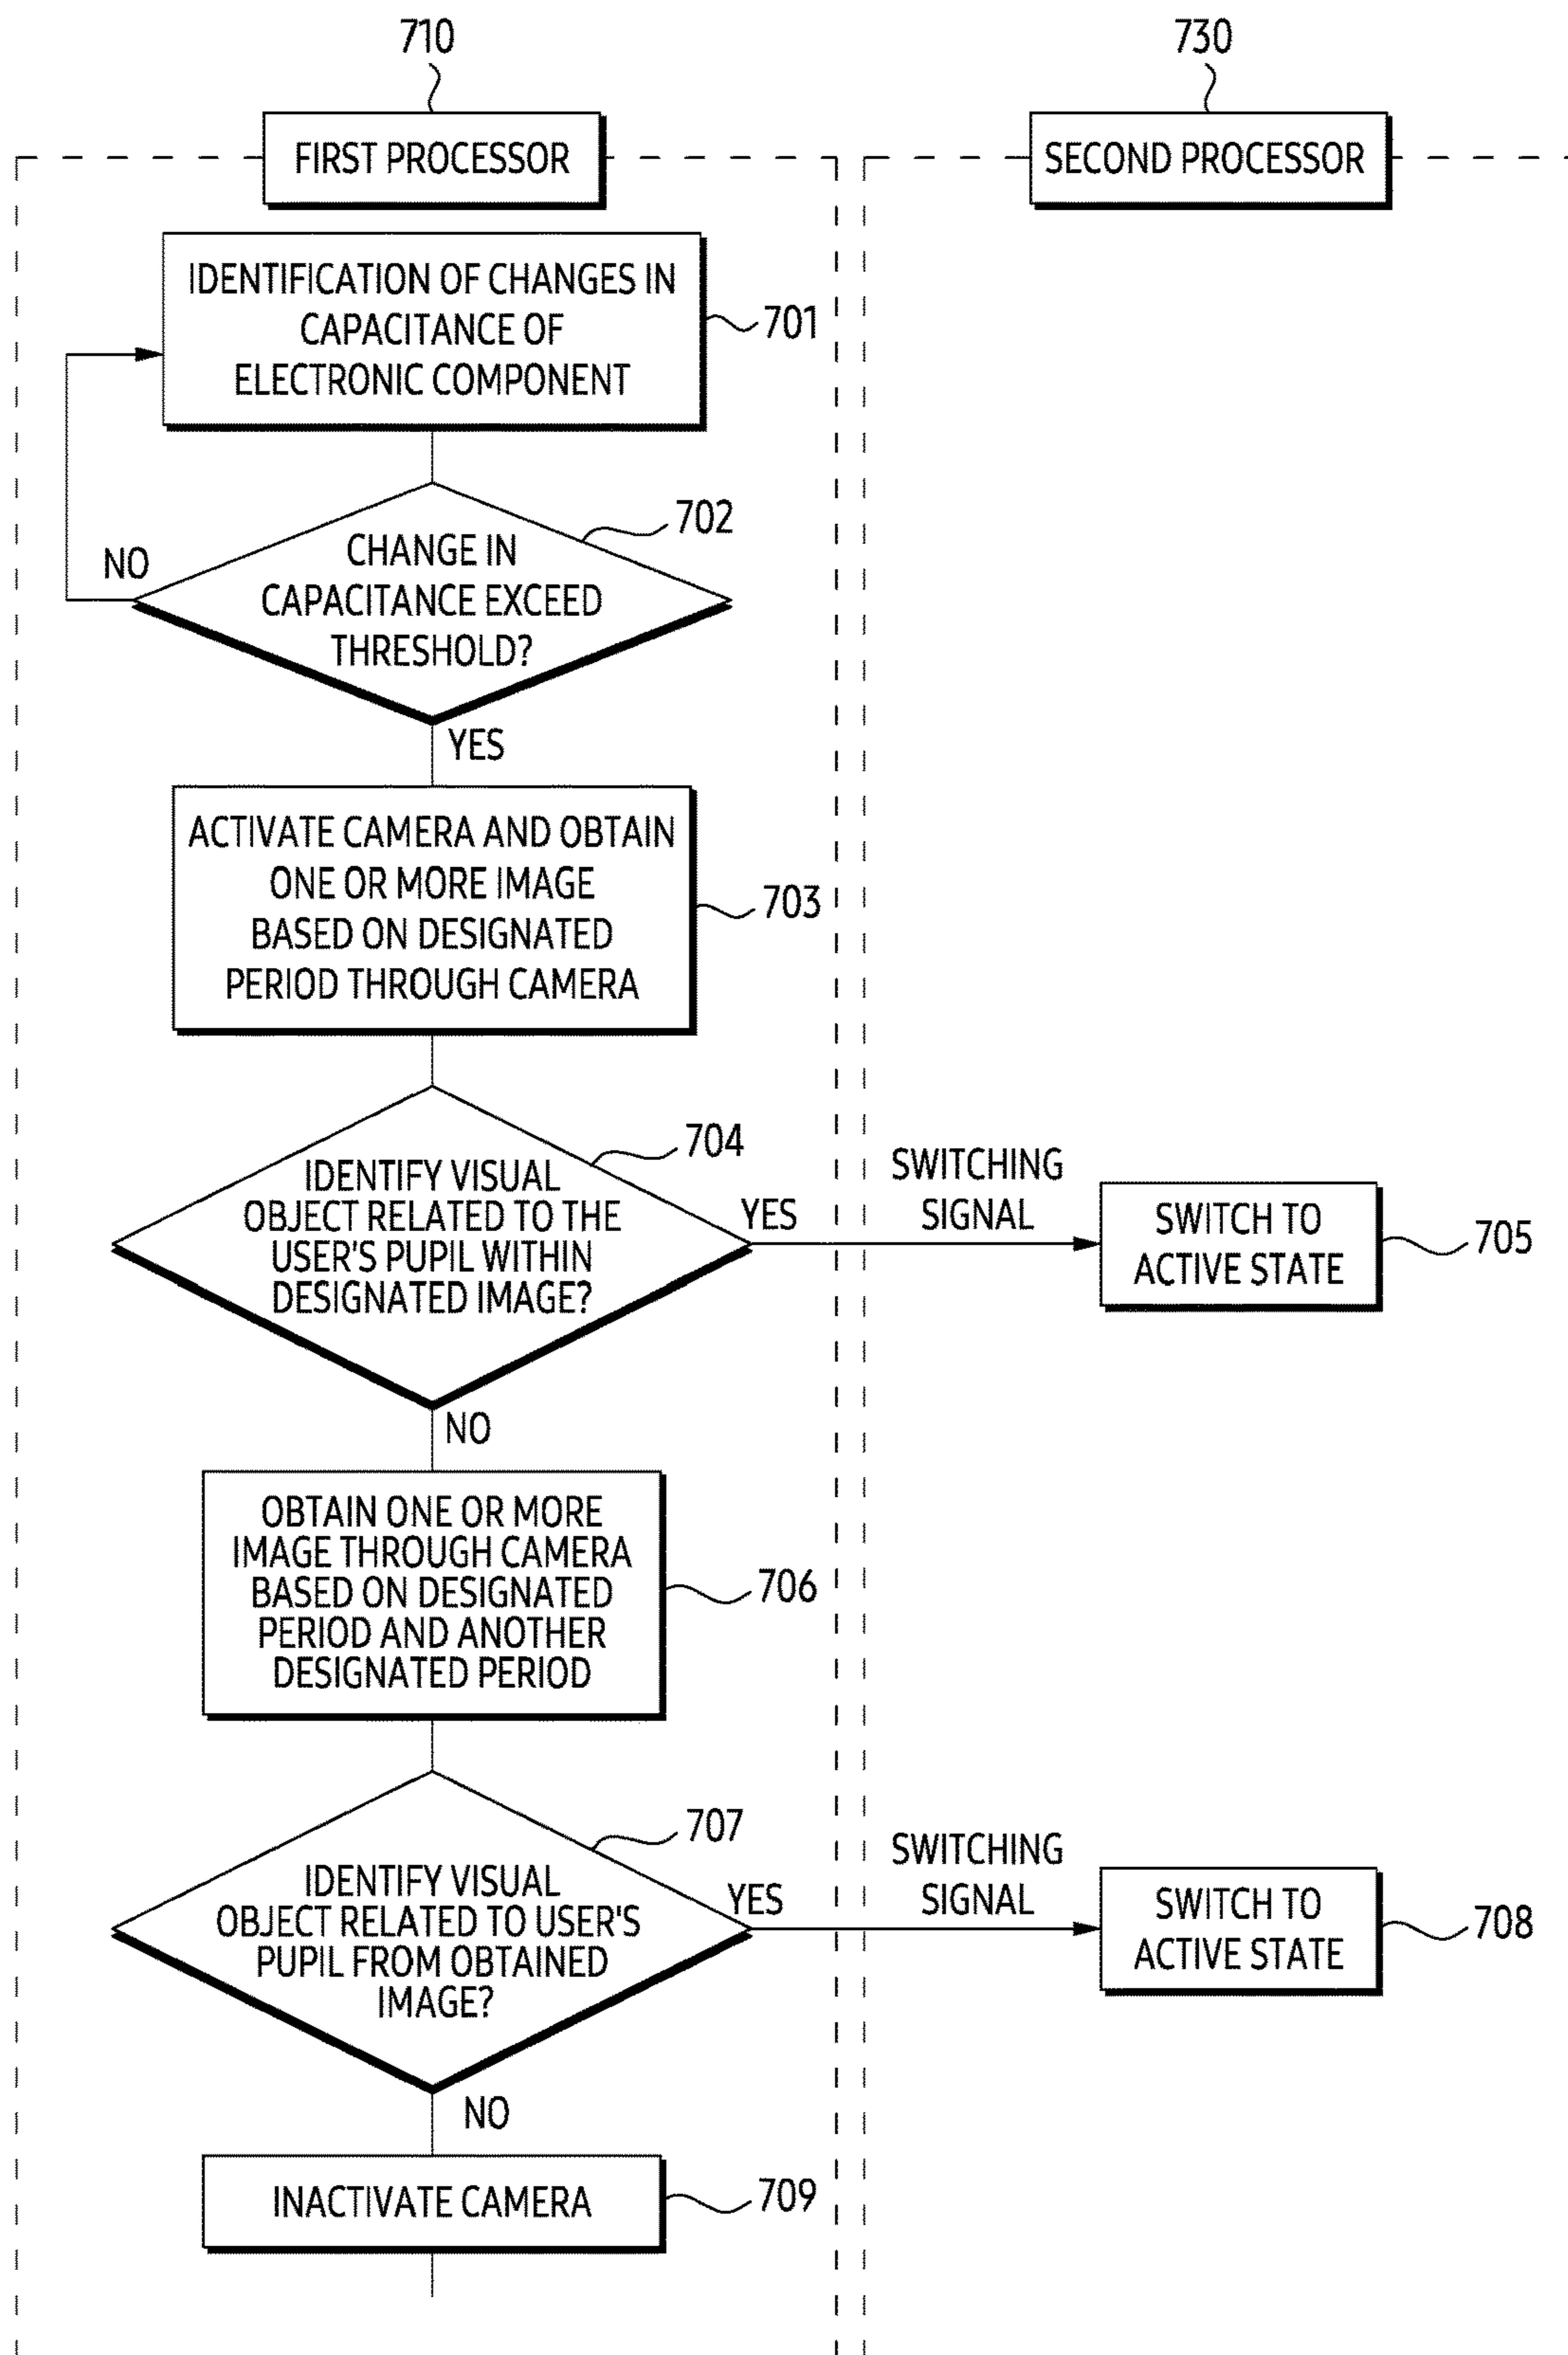 710
730
FIRST PROCESSOR
SECOND PROCESSOR
IDENTIFICATION OF CHANGES IN
CAPACITANCE OF
ELECTRONIC COMPONENT
701
702
NO
CHANGE IN
CAPACITANCE EXCEED
THRESHOLD?
YES
ACTIVATE CAMERA AND OBTAIN
ONE OR MORE IMAGE
BASED ON DESIGNATED
PERIOD THROUGH CAMERA
703
704
IDENTIFY VISUAL
OBJECT RELATED TO THE
USER'S PUPIL WITHIN
DESIGNATED IMAGE?
YES
SWITCHING
SIGNAL
SWITCH TO
ACTIVE STATE
705
NO
OBTAIN ONE OR MORE
IMAGE THROUGH CAMERA
BASED ON DESIGNATED
PERIOD AND ANOTHER
DESIGNATED PERIOD
706
707
IDENTIFY VISUAL
OBJECT RELATED TO USER'S
PUPIL FROM OBTAINED
IMAGE?
YES
SWITCHING
SIGNAL
SWITCH TO
ACTIVE STATE
708
NO
INACTIVATE CAMERA
709